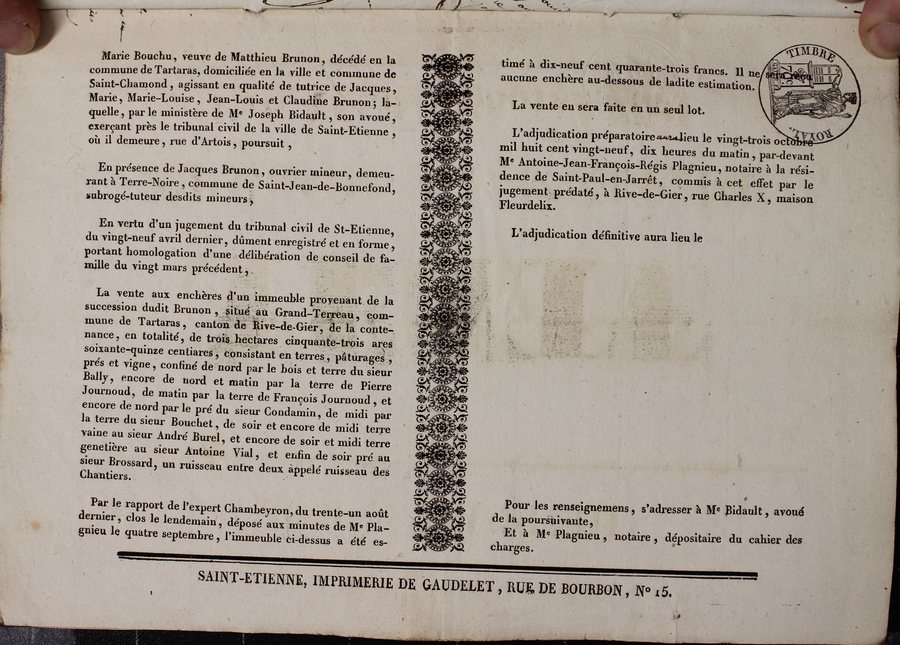 Marie Bouchu, veuve de Matthieu Brunon, décédé en la
commune de Tartaras, domiciliée en la ville et commune de
Saint-Chamond, agissant en qualité de tutrice de Jacques,
Marie, Marie-Louise, Jean-Louis et Claudine Brunon; la-
quelle, par le ministère de Me Joseph Bidault, son avoué,
exerçant près le tribunal civil de la ville de Saint-Etienne,
où il demeure, rue d'Artois, poursuit,
En présence de Jacques Brunon, ouvrier mineur, demeu-
rant à Terre-Noire, commune de Saint-Jean-de-Bonnefond,
subrogé-tuteur desdits mineurs;
En vertu d'un jugement du tribunal civil de St-Etienne,
du vingt-neuf avril dernier, dûment enregistré et en forme,
portant homologation d'une délibération de conseil de fa-
mille du vingt mars précédent,
La vente aux enchères d'un immeuble provenant de la
succession dudit Brunon, situé au Grand-Terreau, com-
mune de Tartaras, canton de Rive-de-Gier, de la conte-
nance, en totalité, de trois hectares cinquante-trois ares
soixante-quinze centiares, consistant en terres, pâturages,
prés et vigne, confiné de nord par le bois et terre du sieur
Bally, encore de nord et matin par la terre de Pierre
Journoud, de matin par la terre de François Journoud, et
encore de nord par le pré du sieur Condamin, de midi par
la terre du sieur Bouchet, de soir et encore de midi terre
vaine au sieur André Burel, et encore de soir et midi terre
genetière au sieur Antoine Vial, et enfin de soir pré au
sieur Brossard, un ruisseau entre deux appelé ruisseau des
Chantiers.
Par le rapport de l'expert Chambeyron, du trente-un août
dernier, clos le lendemain, déposé aux minutes de Me Pla-
gnieu le quatre septembre, l'immeuble ci-dessus a été es-
timé à dix-neuf cent quarante-trois francs. Il ne sera reçu
aucune enchère au-dessous de ladite estimation.
La vente en sera faite en un seul lot.
L'adjudication préparatoire aura lieu le vingt-trois octobre
mil huit cent vingt-neuf, dix heures du matin, par-devant
Me Antoine-Jean-François-Régis Plagnieu, notaire à la rési-
dence de Saint-Paul-en-Jarrêt, commis à cet effet par le
jugement prédaté, à Rive-de-Gier, rue Charles X, maison
Fleurdelix.
L'adjudication définitive aura lieu le
Pour les renseignemens, s'adresser à Me Bidault, avoué
de la poursuivante,
Et à Me Plagnieu, notaire, dépositaire du cahier des
charges.
SAINT-ETIENNE, IMPRIMERIE DE GAUDELET, RUE DE BOURBON, No 15.
TIMBRE
ROYAL